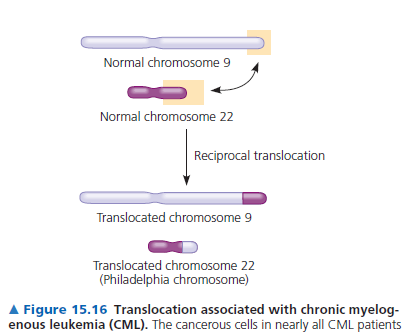 Normal chromosome 9
Normal chromosome 22
Reciprocal translocation
Translocated chromosome 9
Translocated chromosome 22
(Philadelphia chromosome)
▲ Figure 15.16 Translocation associated with chronic myelog-
enous leukemia (CML). The cancerous cells in nearly all CML patients